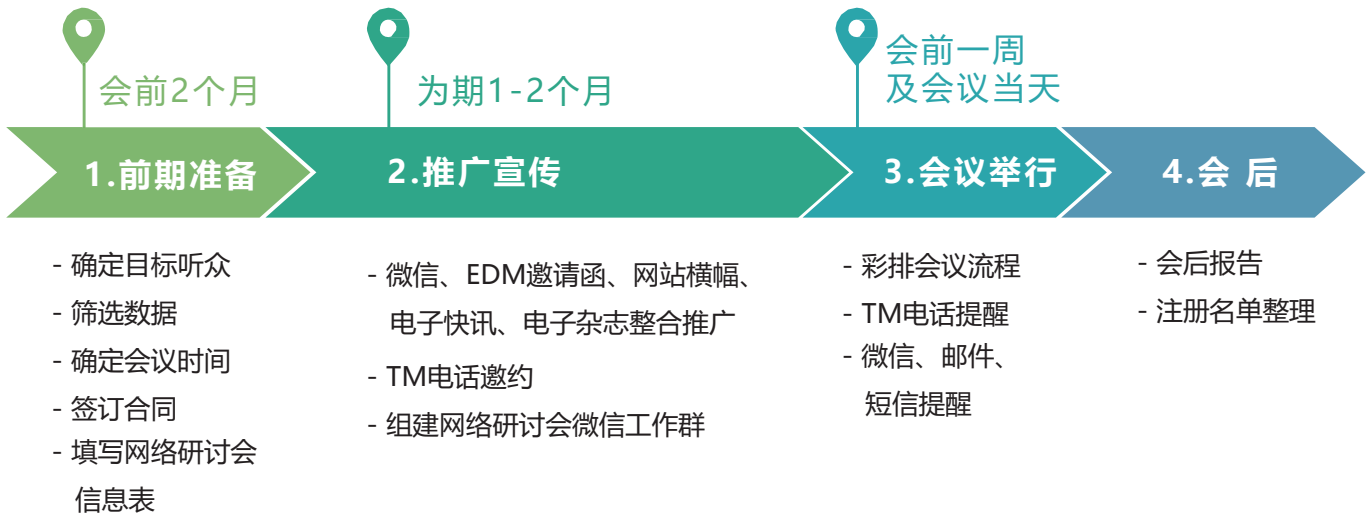 会前2个月
为期1-2个月
会前一周
及会议当天
1.前期准备
2.推广宣传
3.会议举行
4.会 后
- 确定目标听众
- 筛选数据
- 确定会议时间
- 签订合同
- 填写网络研讨会
信息表
- 微信、EDM邀请函、网站横幅、
电子快讯、电子杂志整合推广
- TM电话邀约
- 组建网络研讨会微信工作群
- 彩排会议流程
- TM电话提醒
- 微信、邮件、
短信提醒
- 会后报告
- 注册名单整理